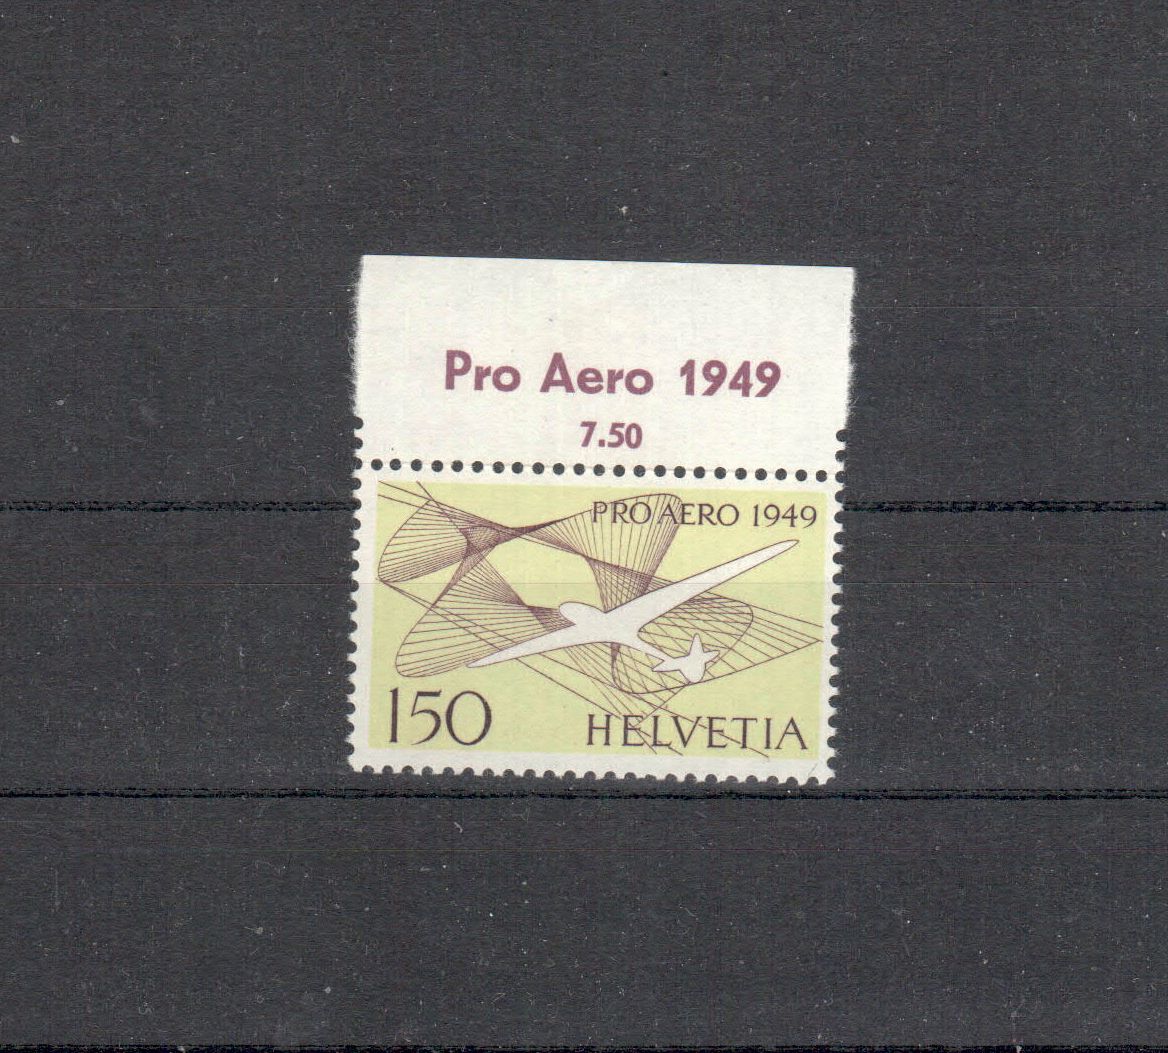 Pro Aero 1949
7.50
PRO AERO 1949
150
HELVETIA